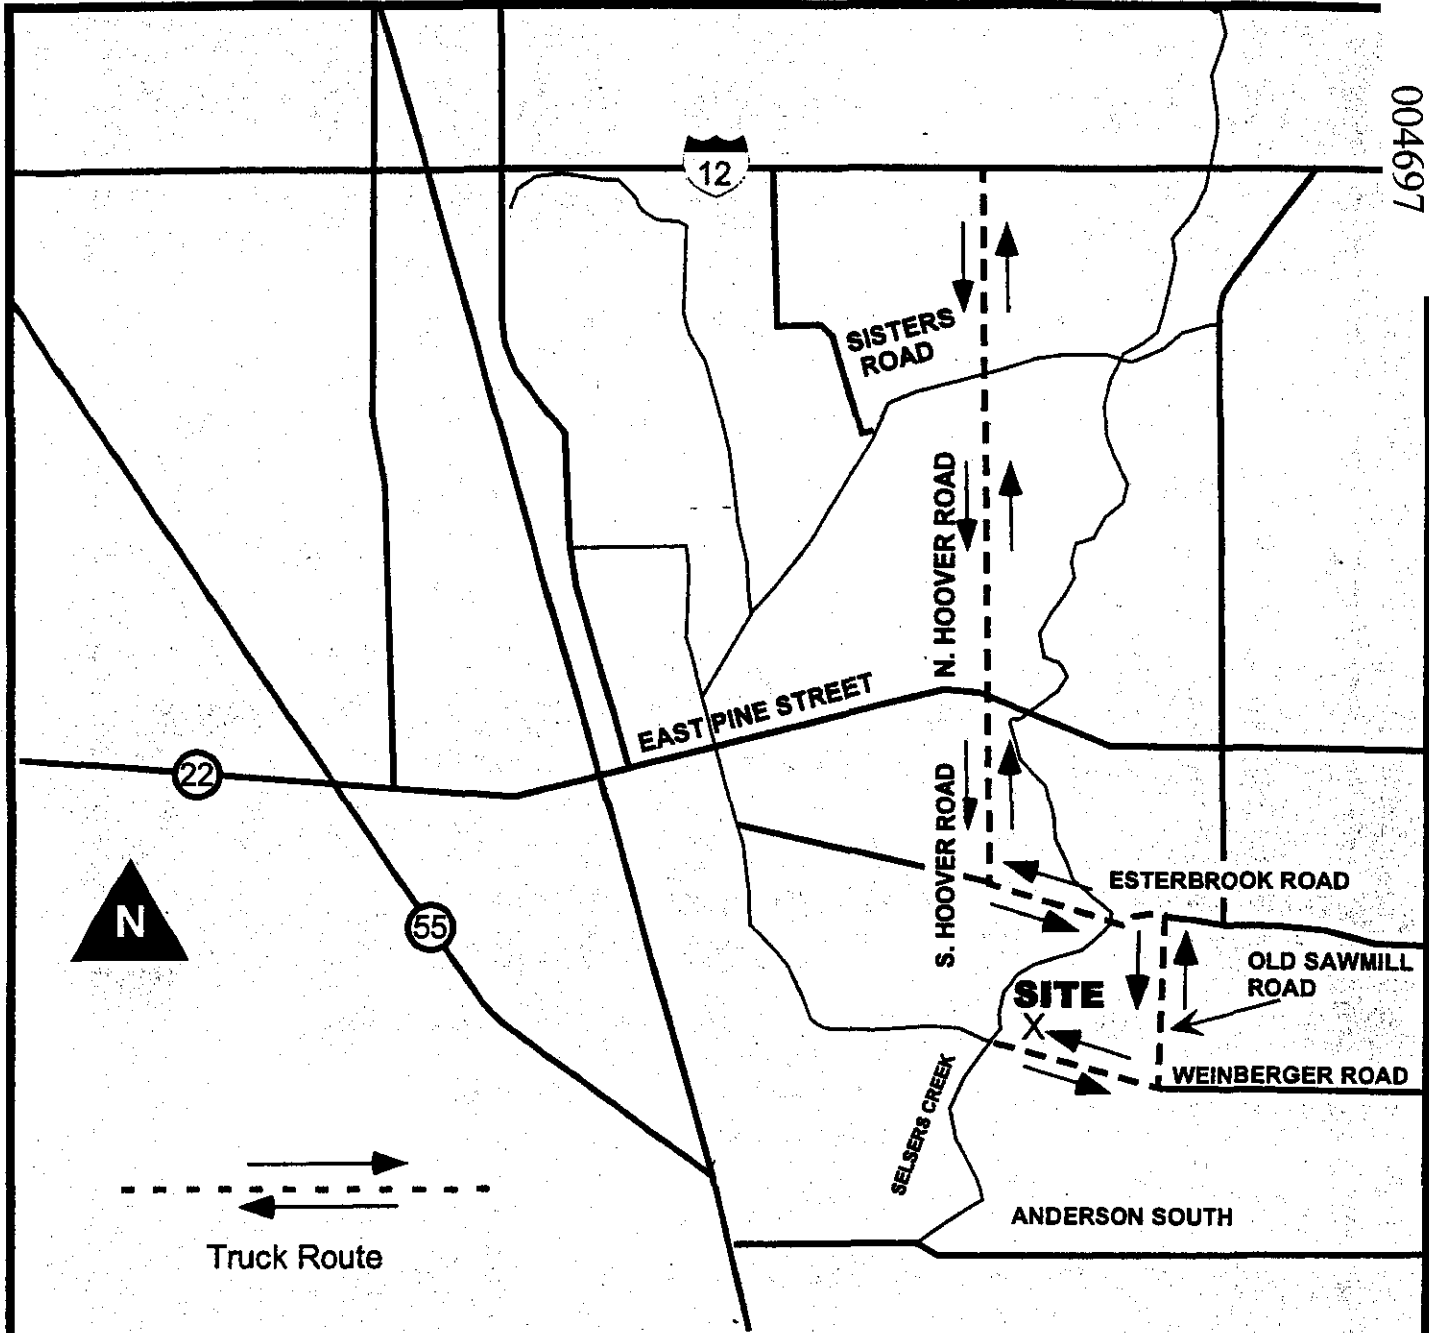 004697
12
SISTERS
ROAD
N. HOOVER ROAD
EAST PINE STREET
22
S. HOOVER ROAD
ESTERBROOK ROAD
N
55
OLD SAWMILL
ROAD
SITE
X
WEINBERGER ROAD
SELSERS CREEK
ANDERSON SOUTH
Truck Route